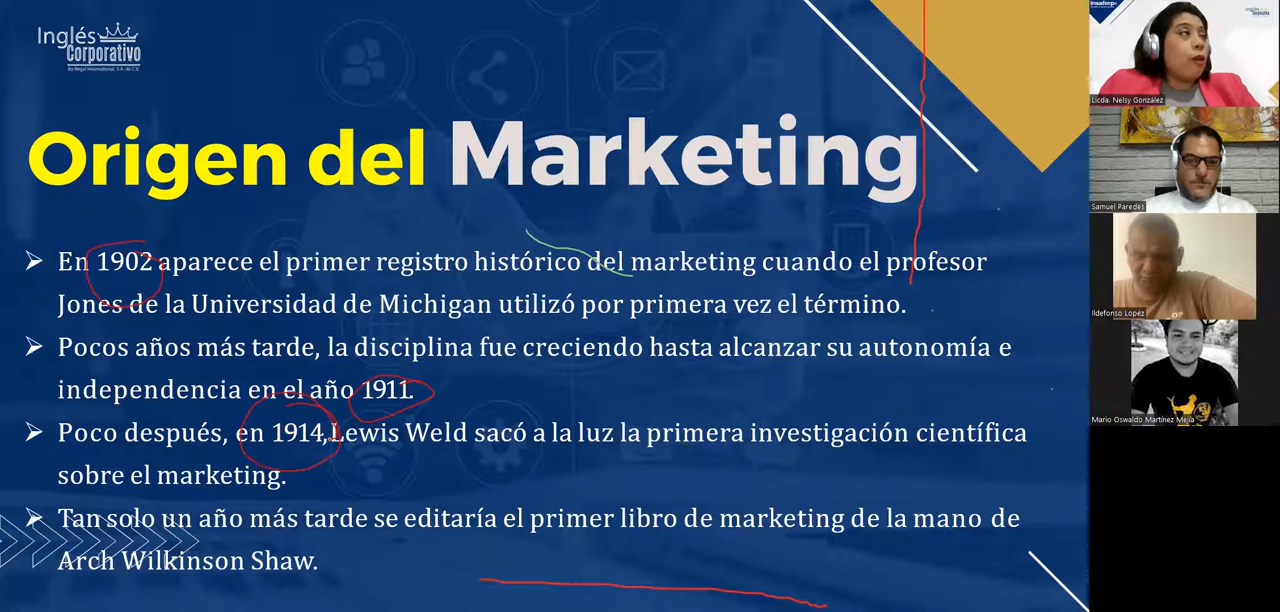 Inglés
Corporativo
By Regal International, S.A. de C.V.
Origen del Marketing
En 1902 aparece el primer registro histórico del marketing cuando el profesor
Jones de la Universidad de Michigan utilizó por primera vez el término.
Pocos años más tarde, la disciplina fue creciendo hasta alcanzar su autonomía e
independencia en el año 1911.
Poco después, en 1914,Lewis Weld sacó a la luz la primera investigación científica
sobre el marketing.
Tan solo un año más tarde se editaría el primer libro de marketing de la mano de
Arch Wilkinson Shaw.
Insaforp
Licda. Nelsy González
Samuel Paredes
Ildefonso Lopéz
Mario Oswaldo Martínez Mejía